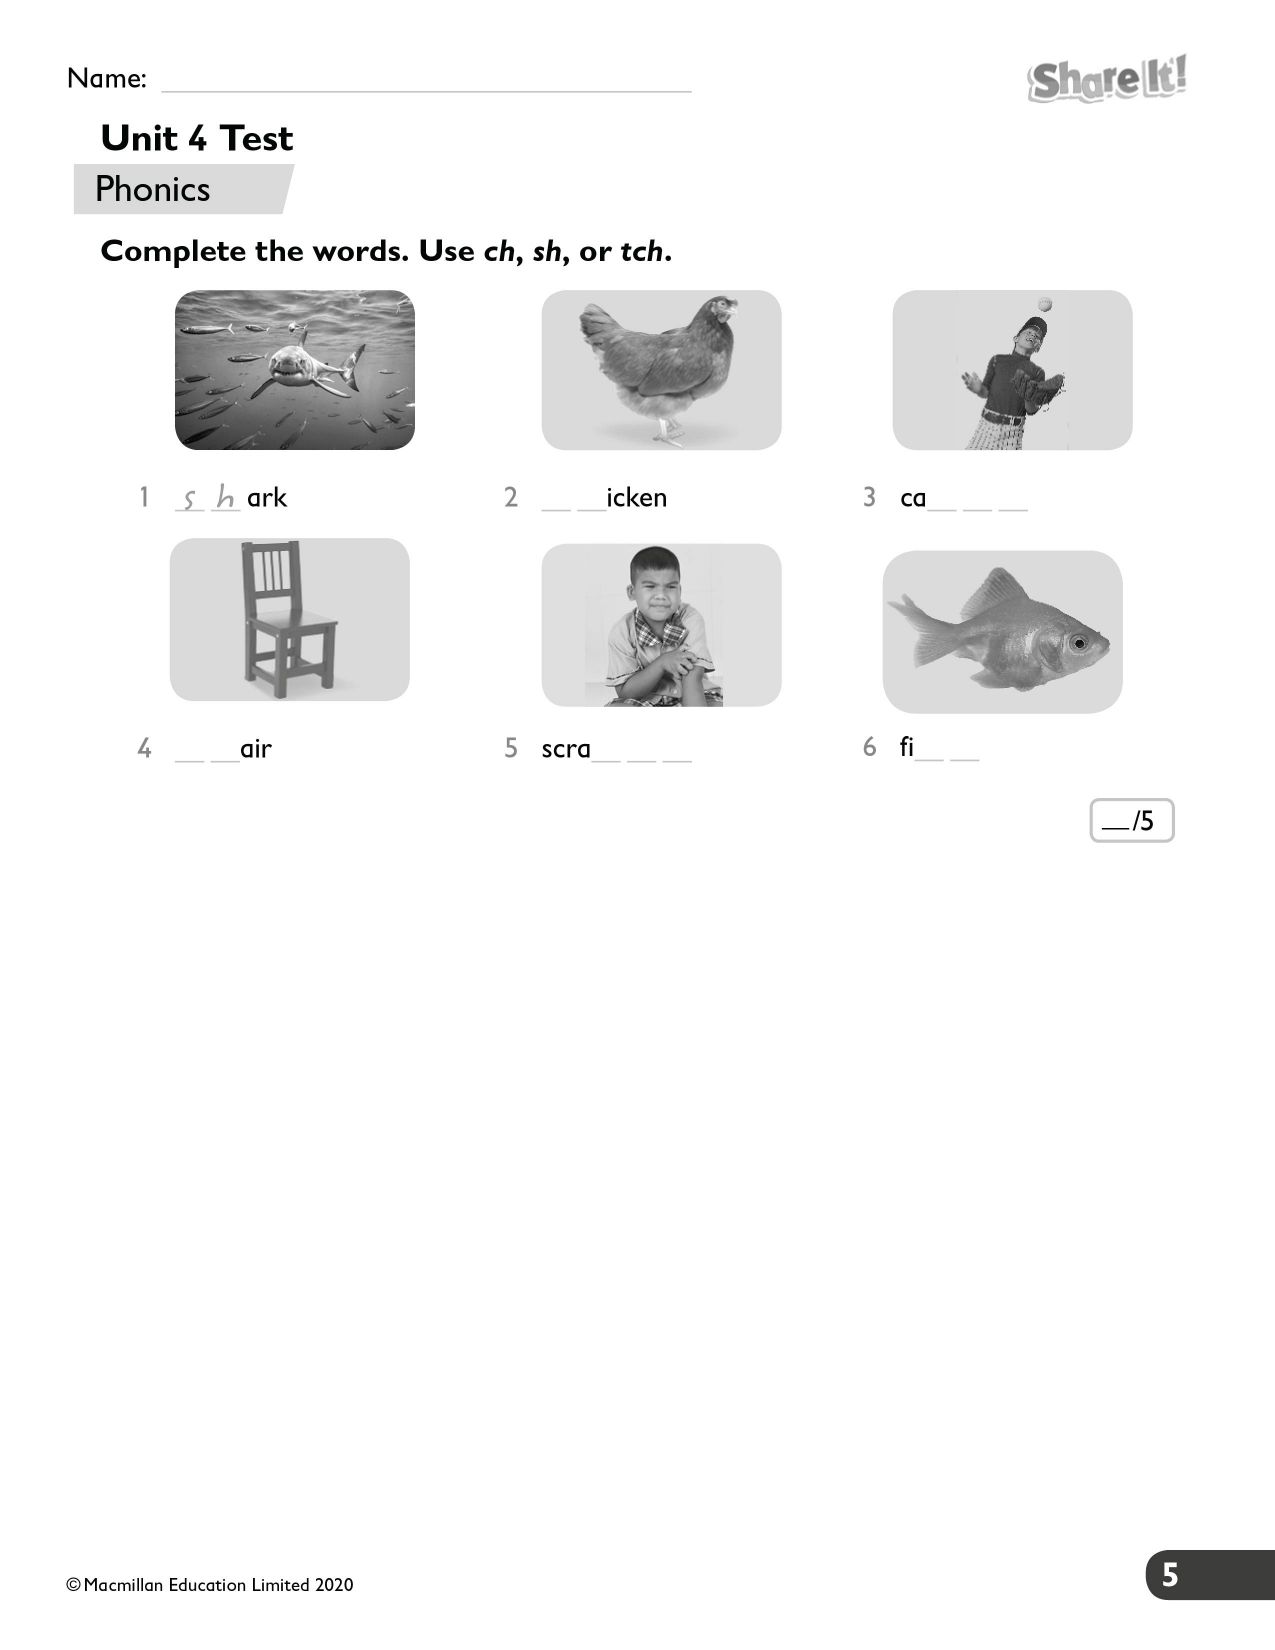 Name: ____________________
Share It!
Unit 4 Test
Phonics
Complete the words. Use ch, sh, or tch.
1 s h ark
2 __ __icken
3 ca__ __ __
4 __ __air
5 scra__ __ __
6 fi__ __
__/5
© Macmillan Education Limited 2020
5